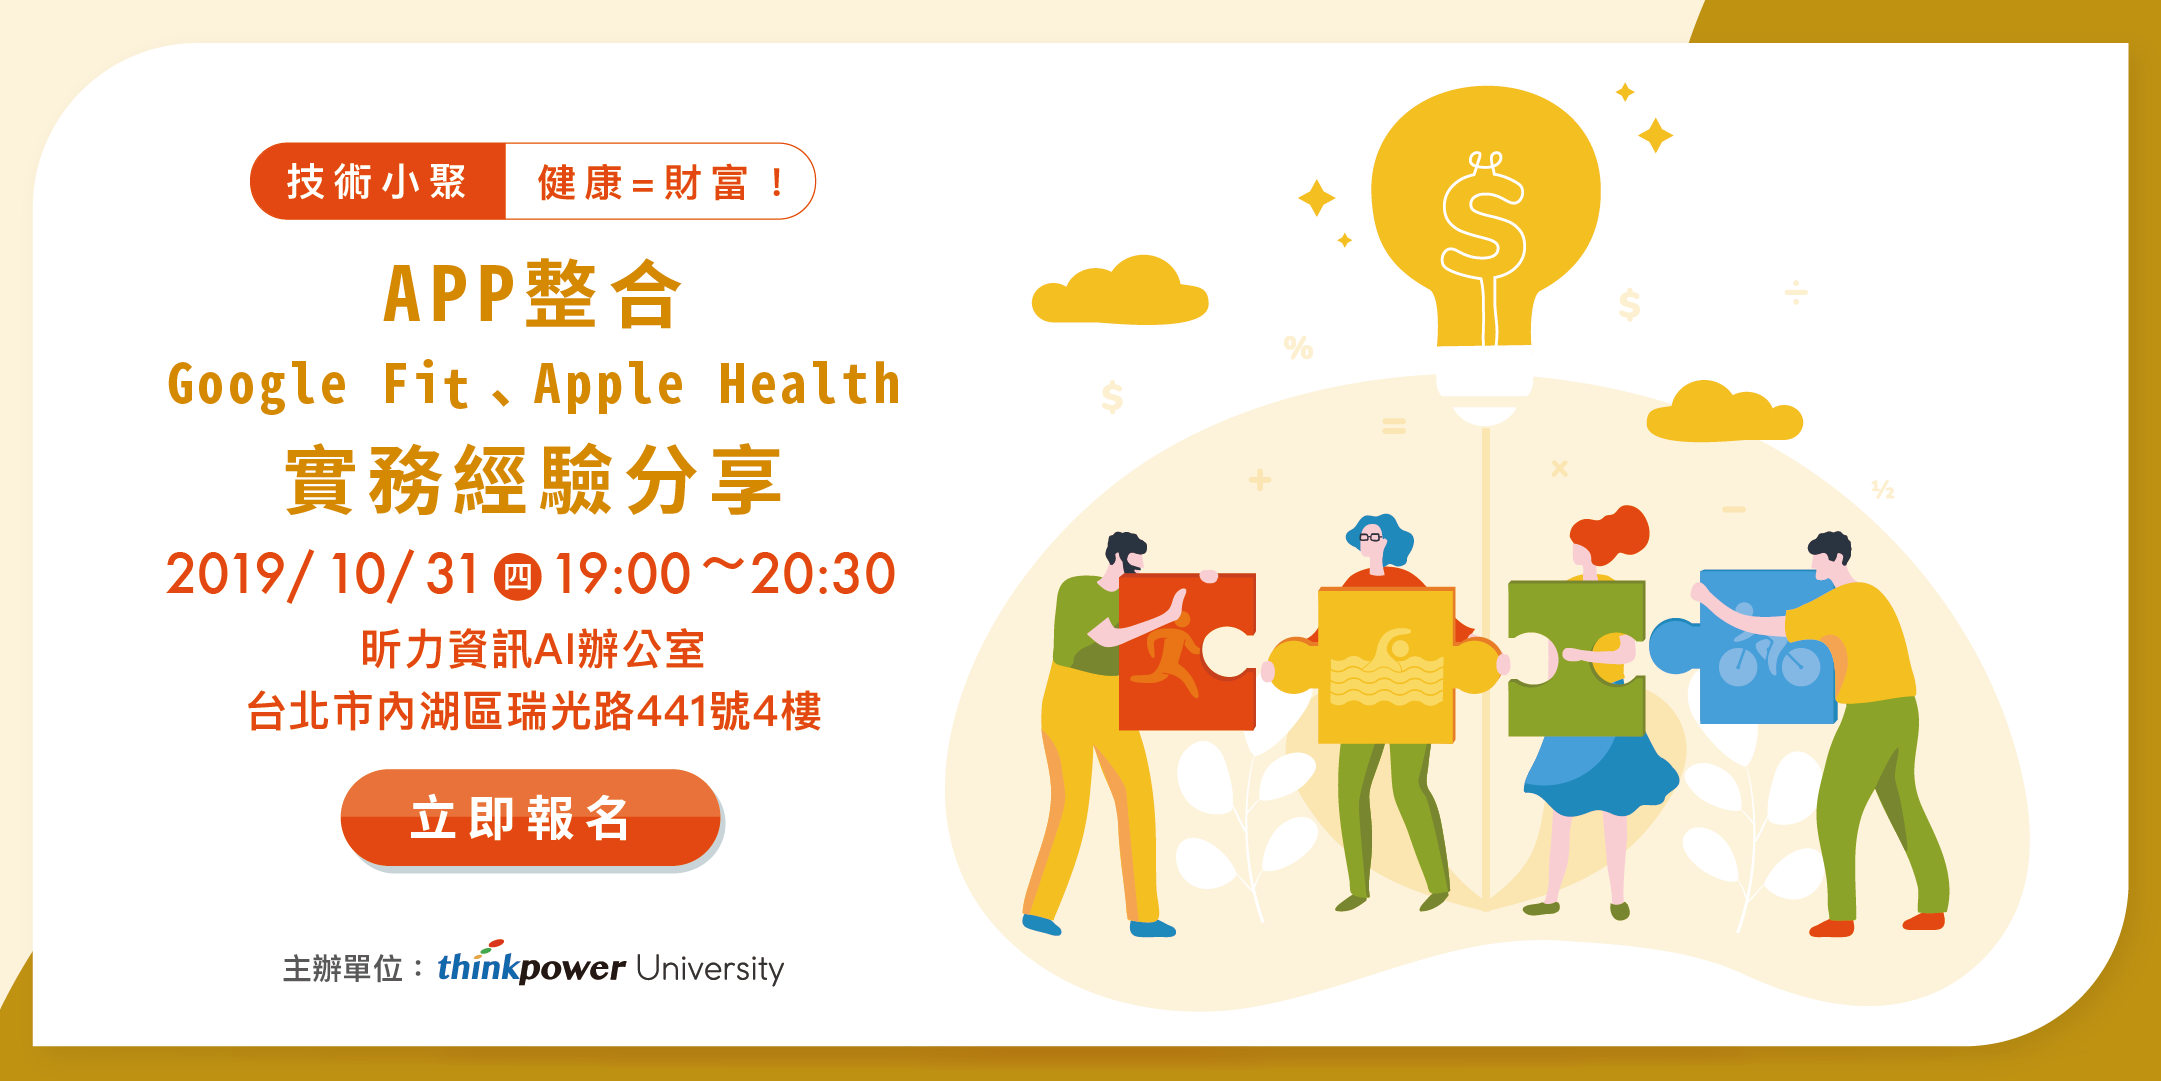 技術小聚 健康=財富！
APP整合
Google Fit、Apple Health
實務經驗分享
2019/10/31 四 19:00~20:30
昕力資訊AI辦公室
台北市內湖區瑞光路441號4樓
立即報名
主辦單位：thinkpower University
$
%
$
÷
=
+
×
−
½
$